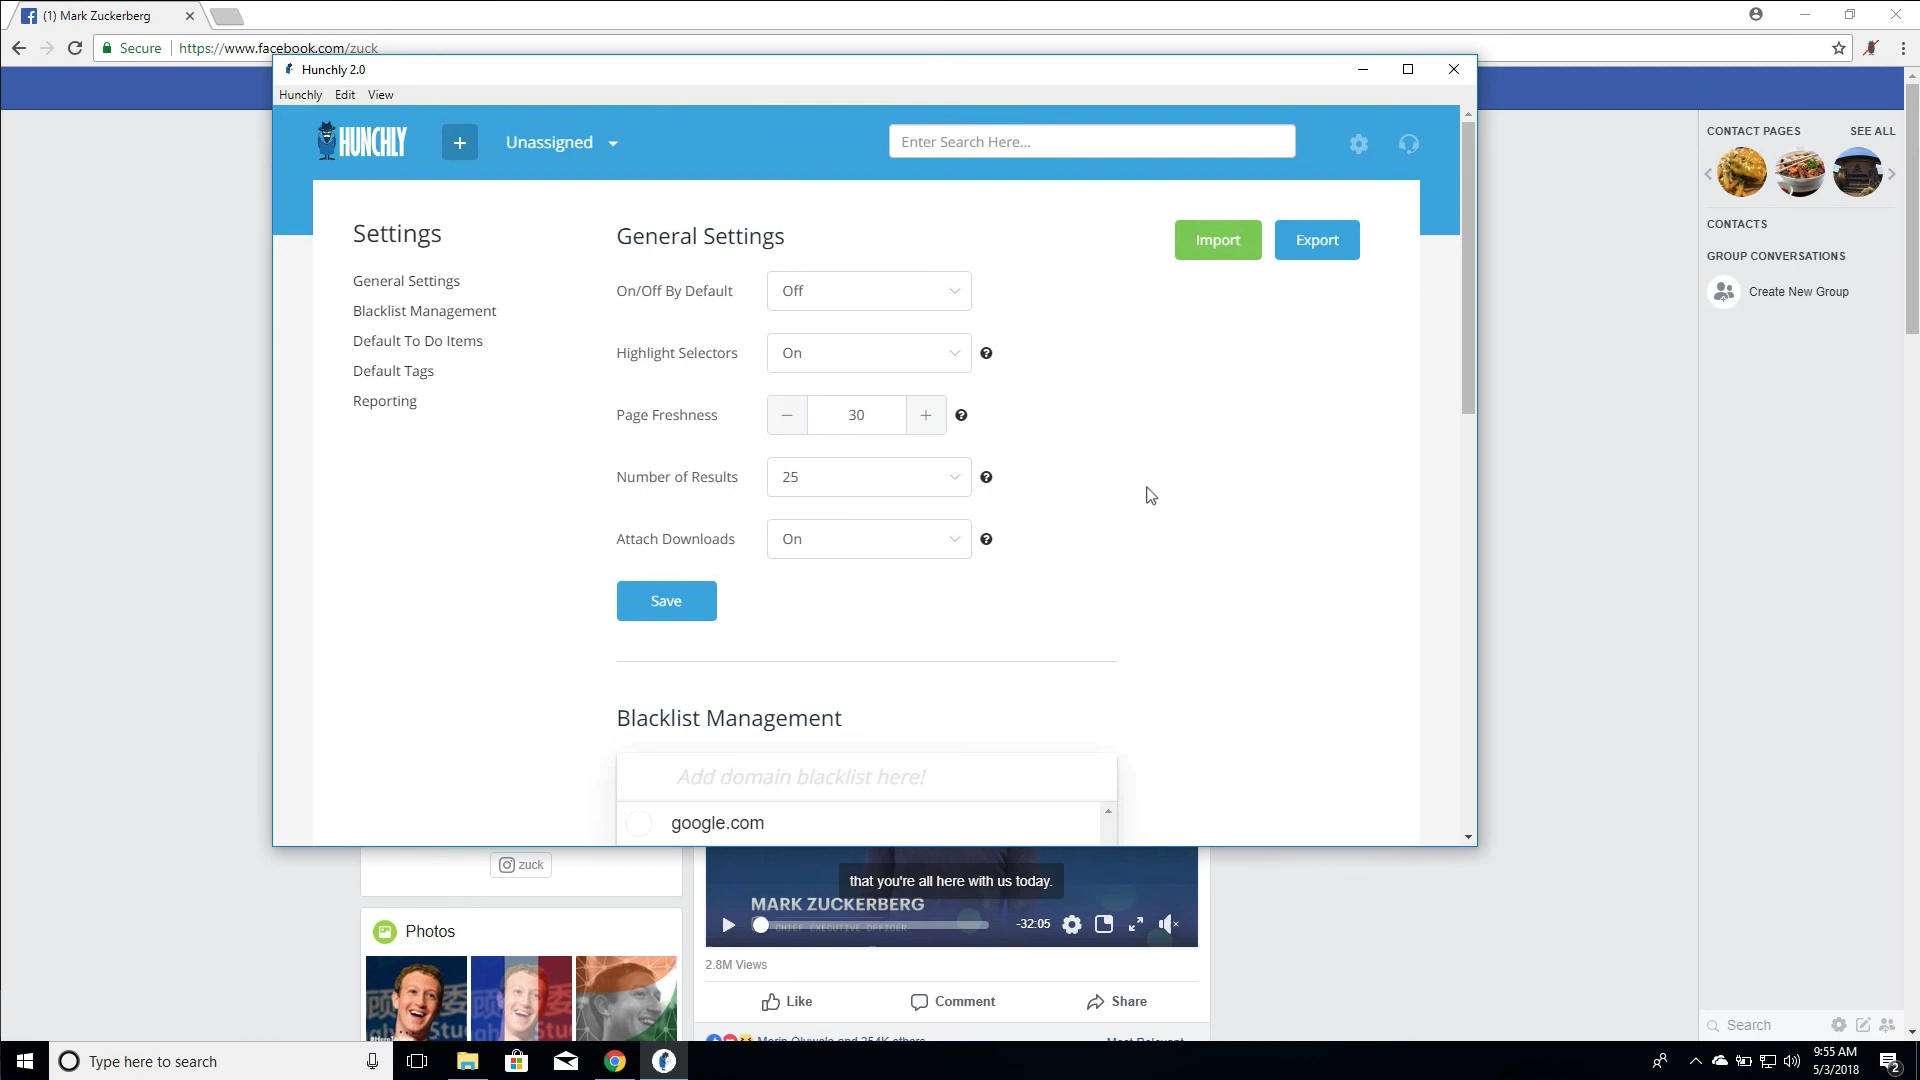 (1) Mark Zuckerberg
Secure
https://www.facebook.com/zuck
Hunchly 2.0
Hunchly Edit View
HUNCHLY
+
Unassigned
Enter Search Here...
Settings
General Settings
Blacklist Management
Default To Do Items
Default Tags
Reporting
General Settings
Import
Export
On/Off By Default
Off
Highlight Selectors
On
Page Freshness
30
Number of Results
25
Attach Downloads
On
Save
Blacklist Management
Add domain blacklist here!
google.com
CONTACT PAGES
SEE ALL
CONTACTS
GROUP CONVERSATIONS
Create New Group
zuck
Photos
that you're all here with us today.
MARK ZUCKERBERG
CHIEF EXECUTIVE OFFICER
-32:05
2.8M Views
Like
Comment
Share
Search
Type here to search
9:55 AM
5/3/2018
2